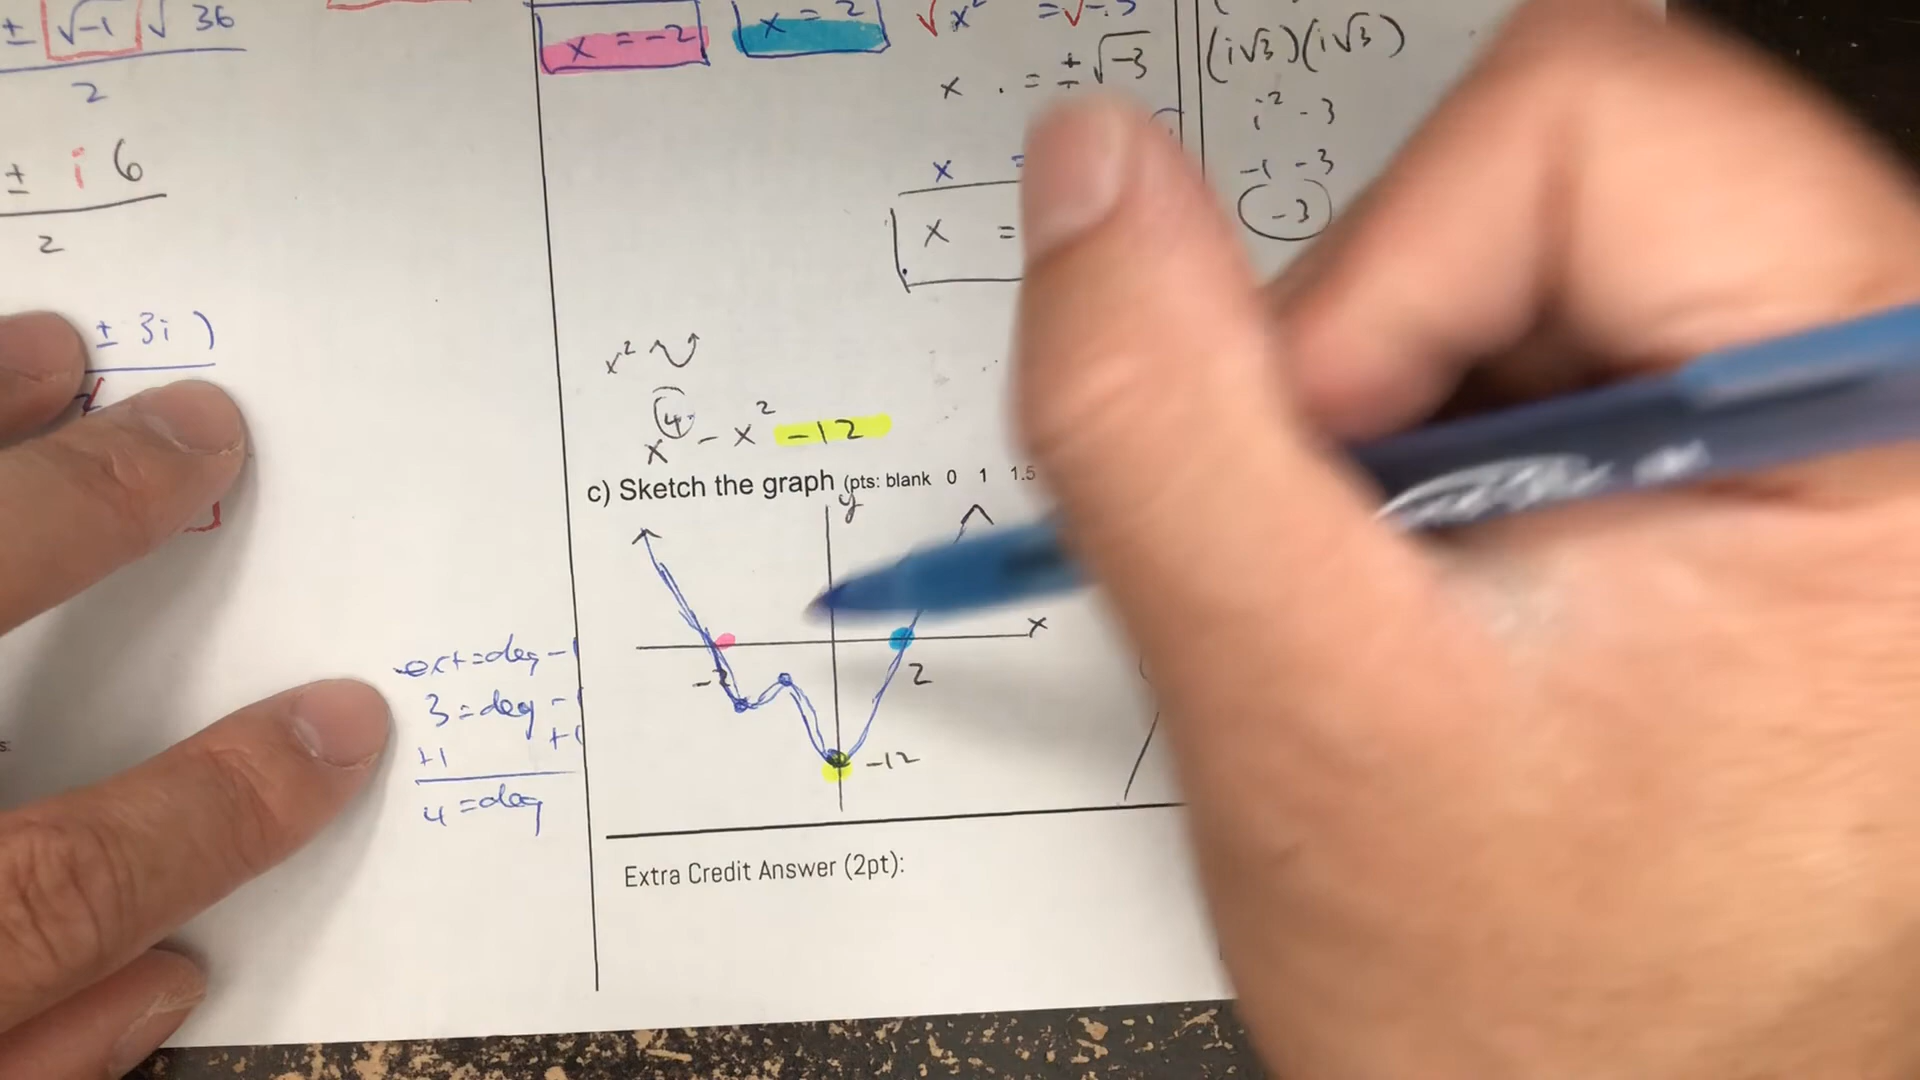 ± √-1 √36
2
± i 6
2
± 3i )
2
x = -2
x = 2
√x² = √-3
x = ± √-3
x =
x =
(i√3)(i√3)
i² - 3
-1 - 3
-3
x²
x⁴ - x² -12
c) Sketch the graph (pts: blank 0 1 1.5
y
x
-2
2
-12
ext = deg -1
3 = deg -1
+1 +1
4 = deg
Extra Credit Answer (2pt):